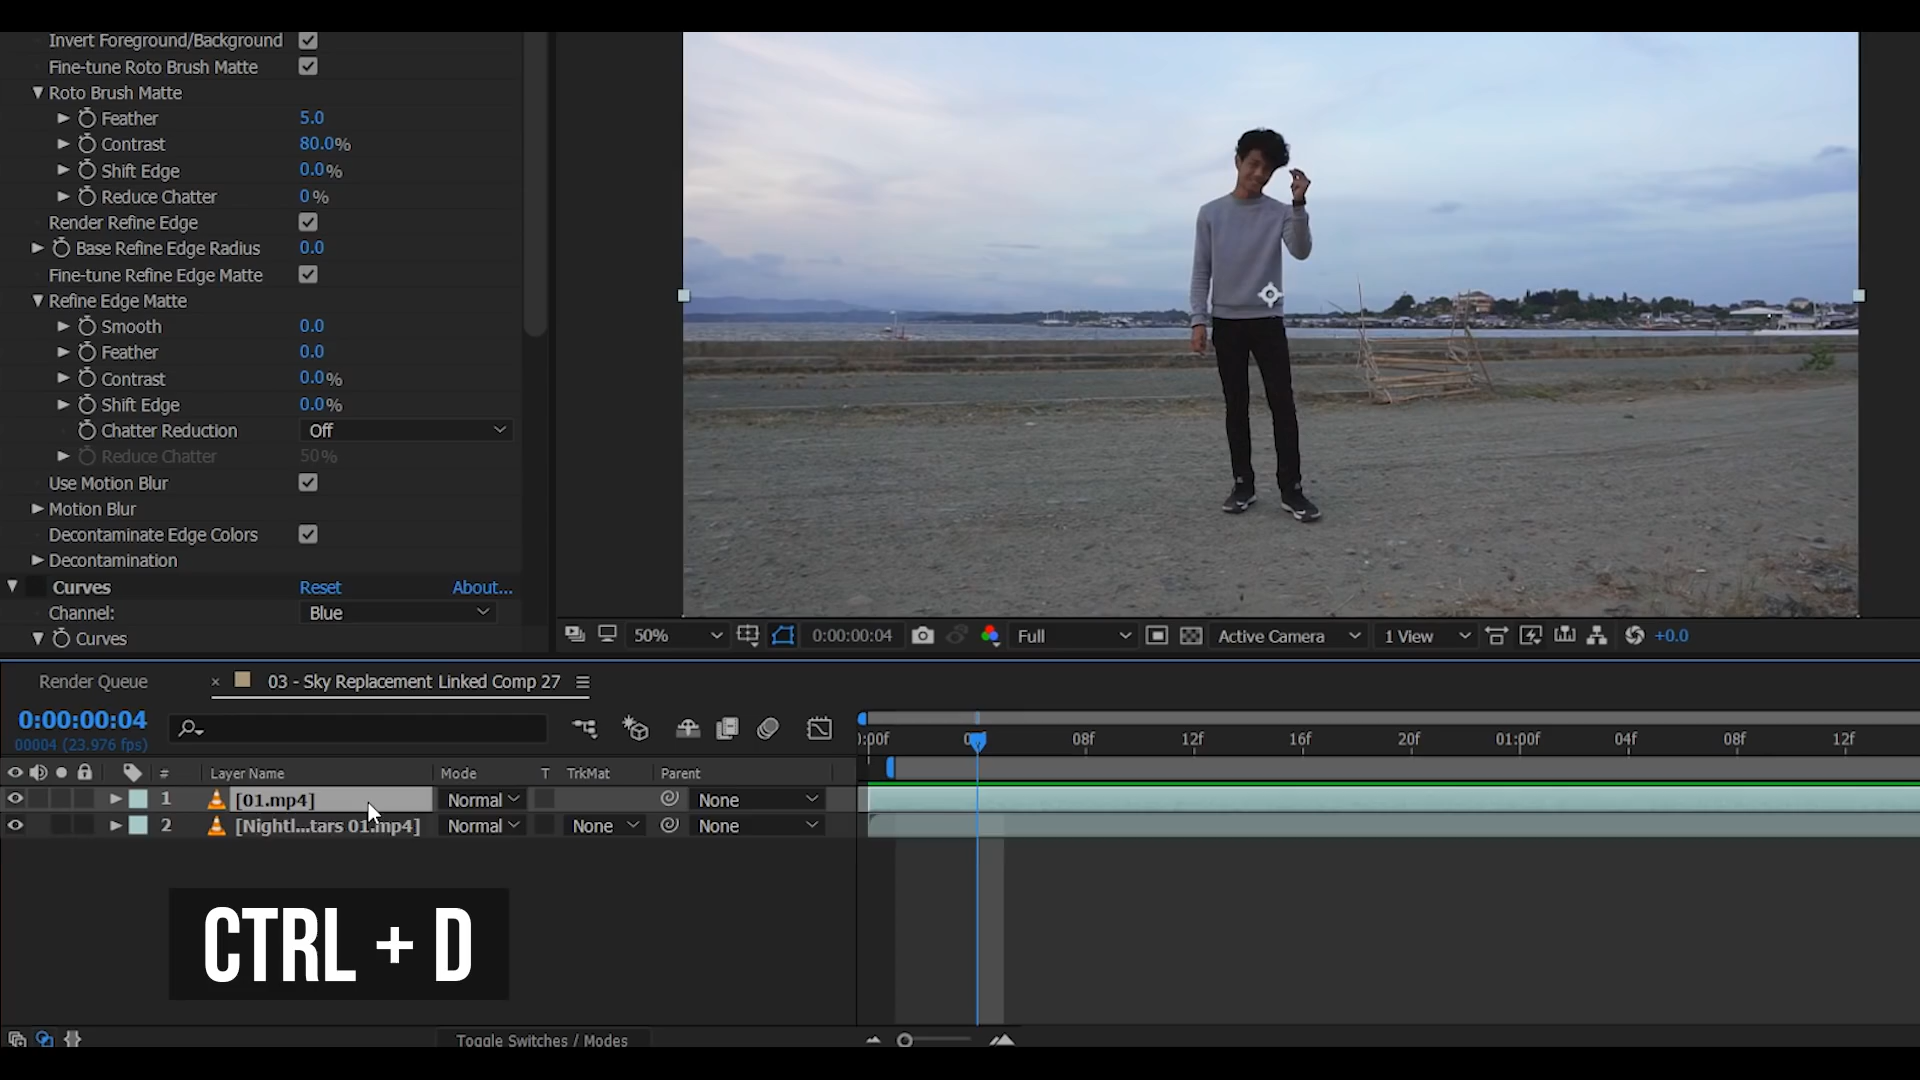 Invert Foreground/Background
Fine-tune Roto Brush Matte
Roto Brush Matte
Feather 5.0
Contrast 80.0%
Shift Edge 0.0%
Reduce Chatter 0%
Render Refine Edge
Base Refine Edge Radius 0.0
Fine-tune Refine Edge Matte
Refine Edge Matte
Smooth 0.0
Feather 0.0
Contrast 0.0%
Shift Edge 0.0%
Chatter Reduction Off
Reduce Chatter 50%
Use Motion Blur
Motion Blur
Decontaminate Edge Colors
Decontamination
Curves Reset About...
Channel: Blue
Curves
50% 0:00:00:04 Full Active Camera 1 View +0.0
Render Queue × 03 - Sky Replacement Linked Comp 27
0:00:00:04
00004 (23.976 fps)
):00f 08f 12f 16f 20f 01:00f 04f 08f 12f
# Layer Name Mode T TrkMat Parent
1 [01.mp4] Normal None
2 [Nightl...tars 01.mp4] Normal None None
CTRL + D
Toggle Switches / Modes